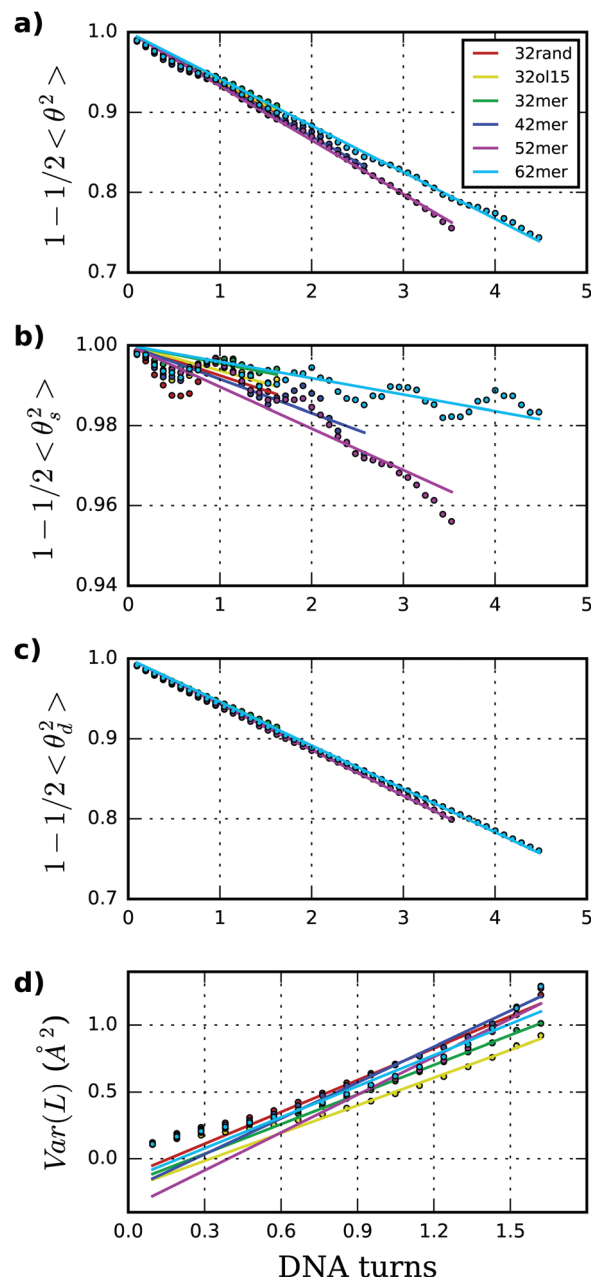 a)
1 − 1/2 < θ² >
1.0
0.9
0.8
0.7
32rand
32ol15
32mer
42mer
52mer
62mer
0 1 2 3 4 5
b)
1 − 1/2 < θ_s² >
1.00
0.98
0.96
0.94
0 1 2 3 4 5
c)
1 − 1/2 < θ_d² >
1.0
0.9
0.8
0.7
0 1 2 3 4 5
d)
Var(L) (Å²)
1.0
0.5
0.0
0.0 0.3 0.6 0.9 1.2 1.5
DNA turns